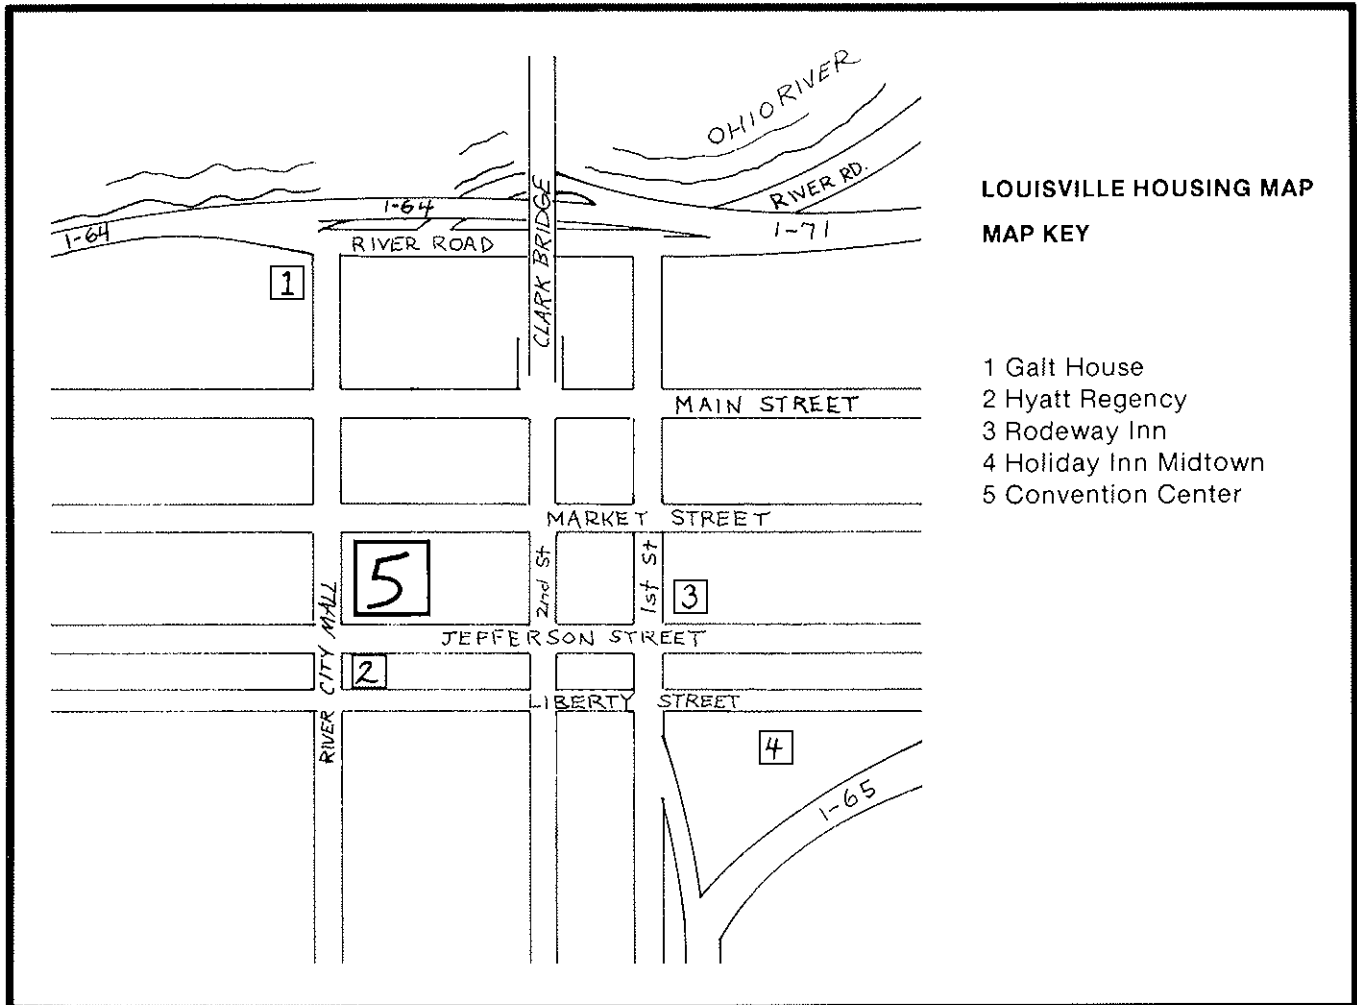 OHIO RIVER
RIVER RD.
I-64
I-64
I-71
RIVER ROAD
CLARK BRIDGE
1
MAIN STREET
MARKET STREET
5
2nd St
1st St
3
JEFFERSON STREET
2
RIVER CITY MALL
LIBERTY STREET
4
I-65
LOUISVILLE HOUSING MAP
MAP KEY
1 Galt House
2 Hyatt Regency
3 Rodeway Inn
4 Holiday Inn Midtown
5 Convention Center